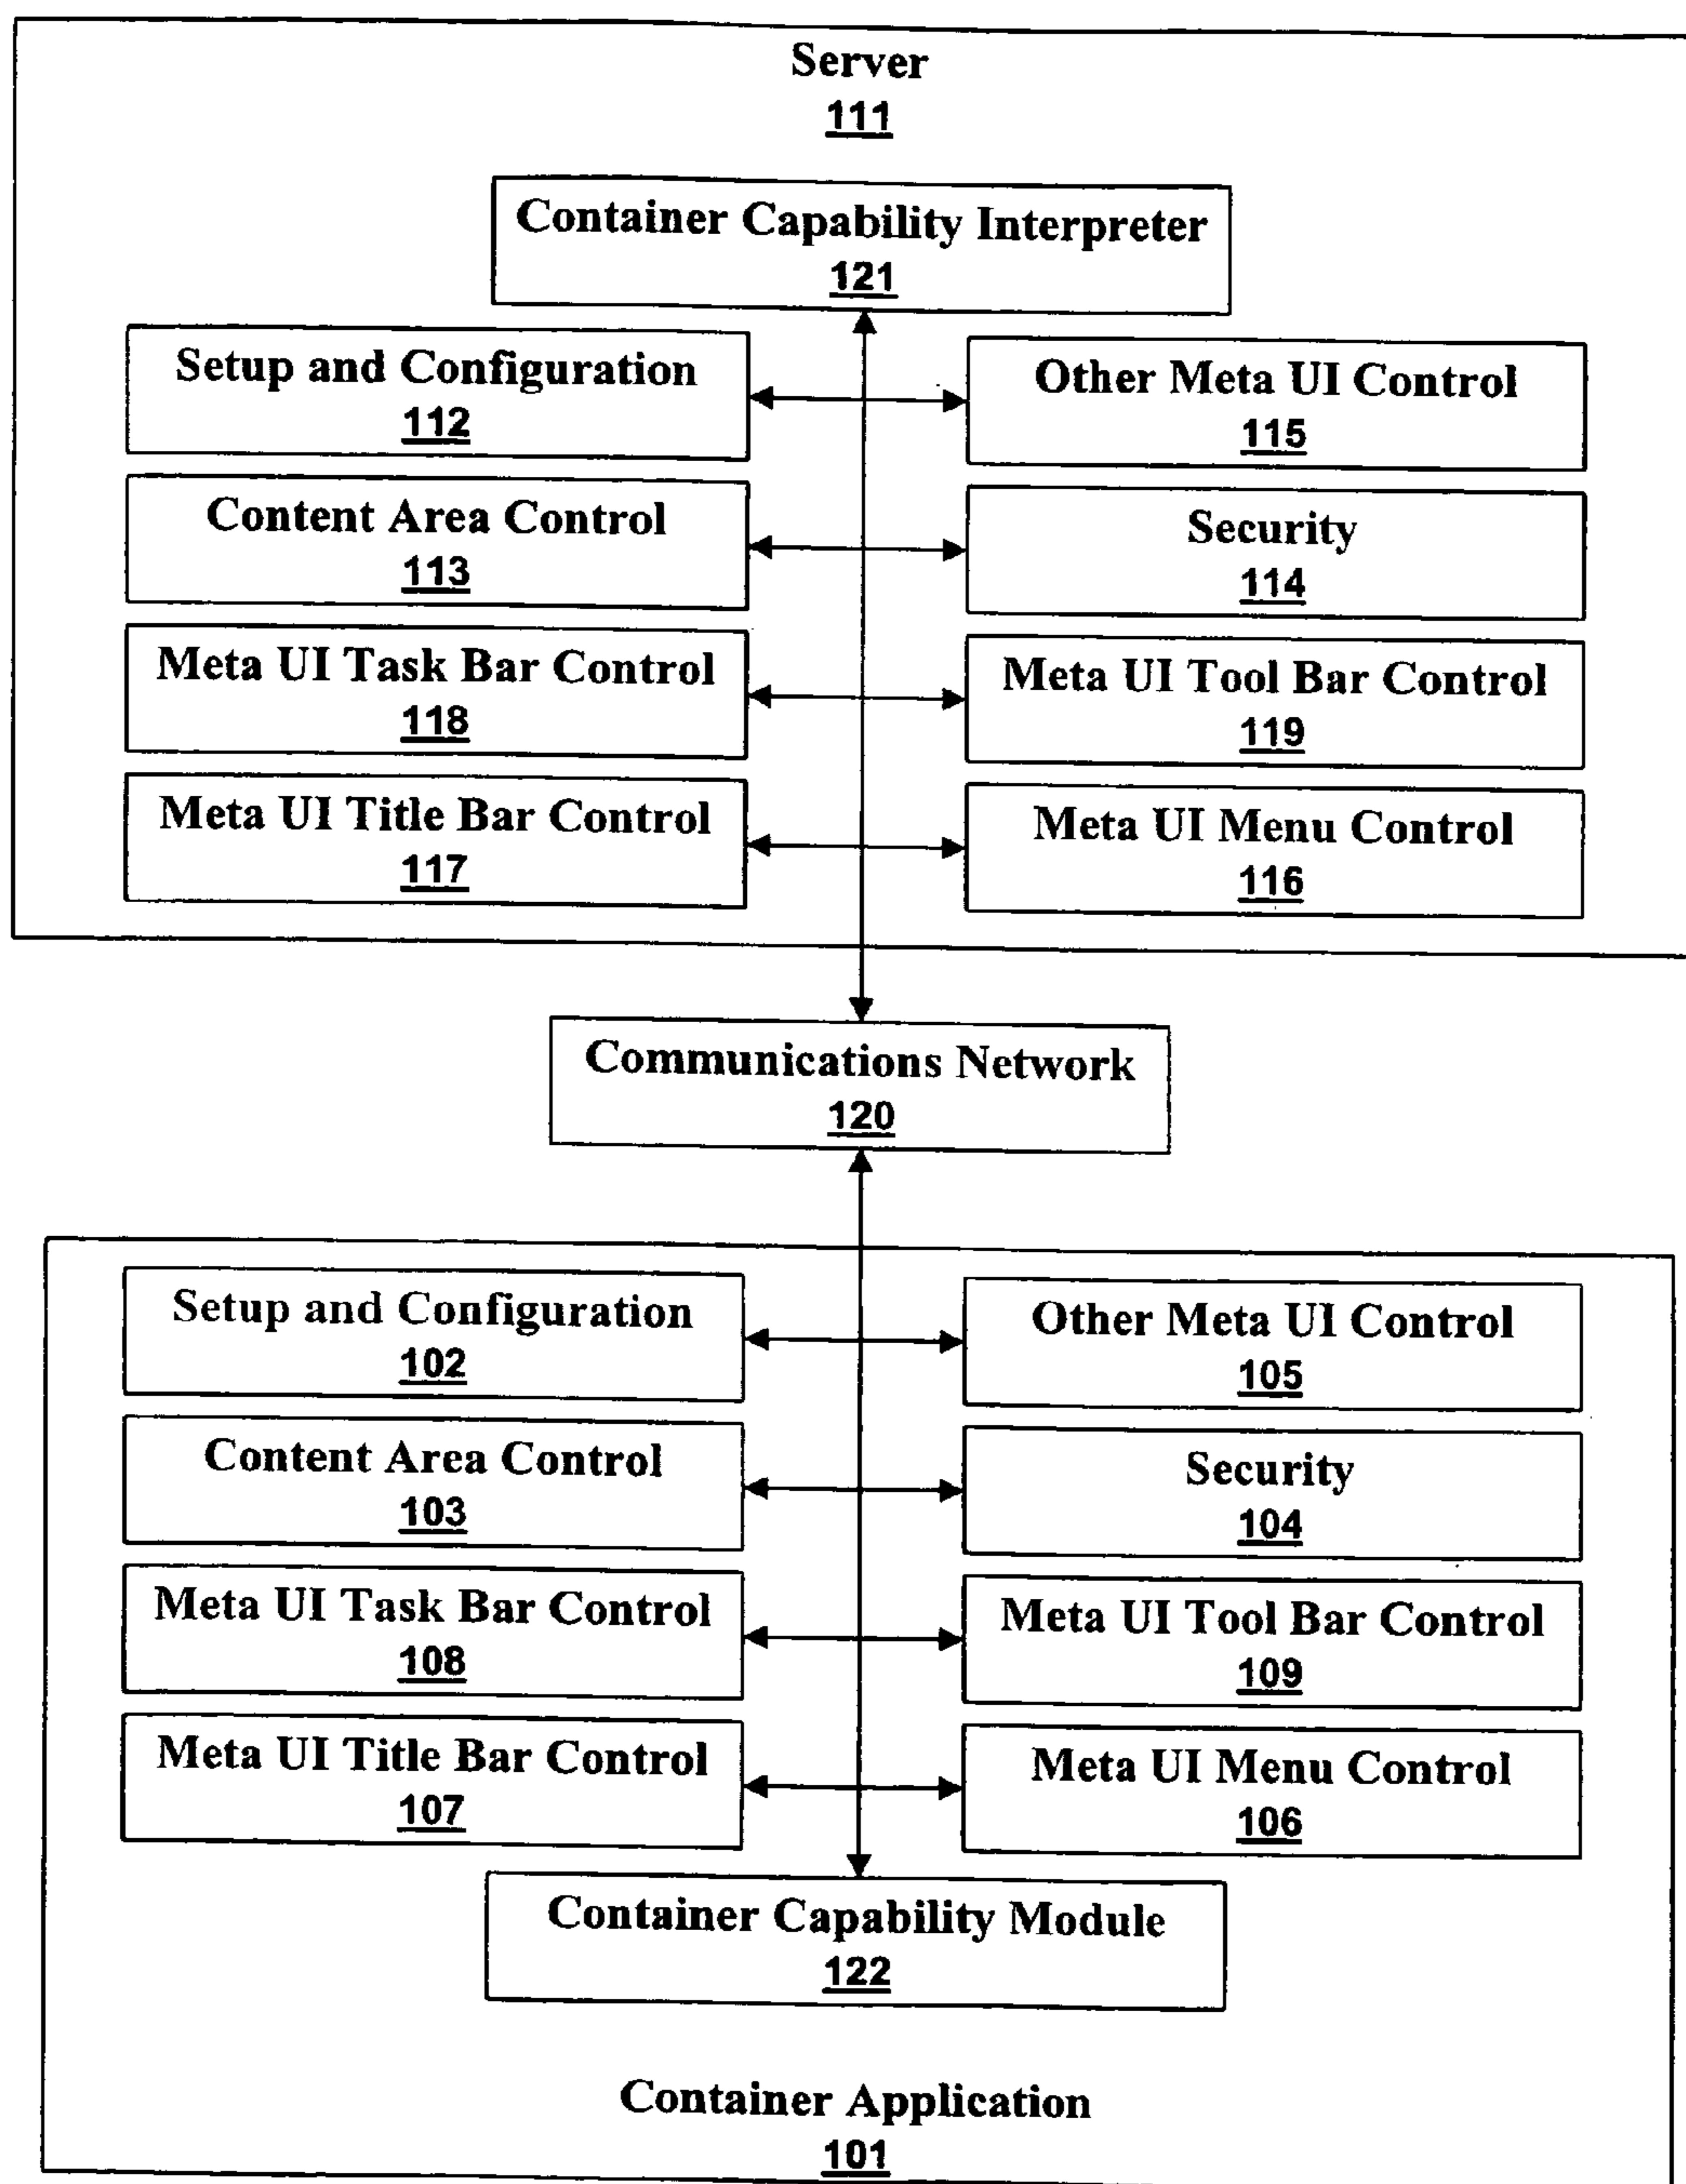 Server
111
Container Capability Interpreter
121
Setup and Configuration
112
Other Meta UI Control
115
Content Area Control
113
Security
114
Meta UI Task Bar Control
118
Meta UI Tool Bar Control
119
Meta UI Title Bar Control
117
Meta UI Menu Control
116
Communications Network
120
Setup and Configuration
102
Other Meta UI Control
105
Content Area Control
103
Security
104
Meta UI Task Bar Control
108
Meta UI Tool Bar Control
109
Meta UI Title Bar Control
107
Meta UI Menu Control
106
Container Capability Module
122
Container Application
101